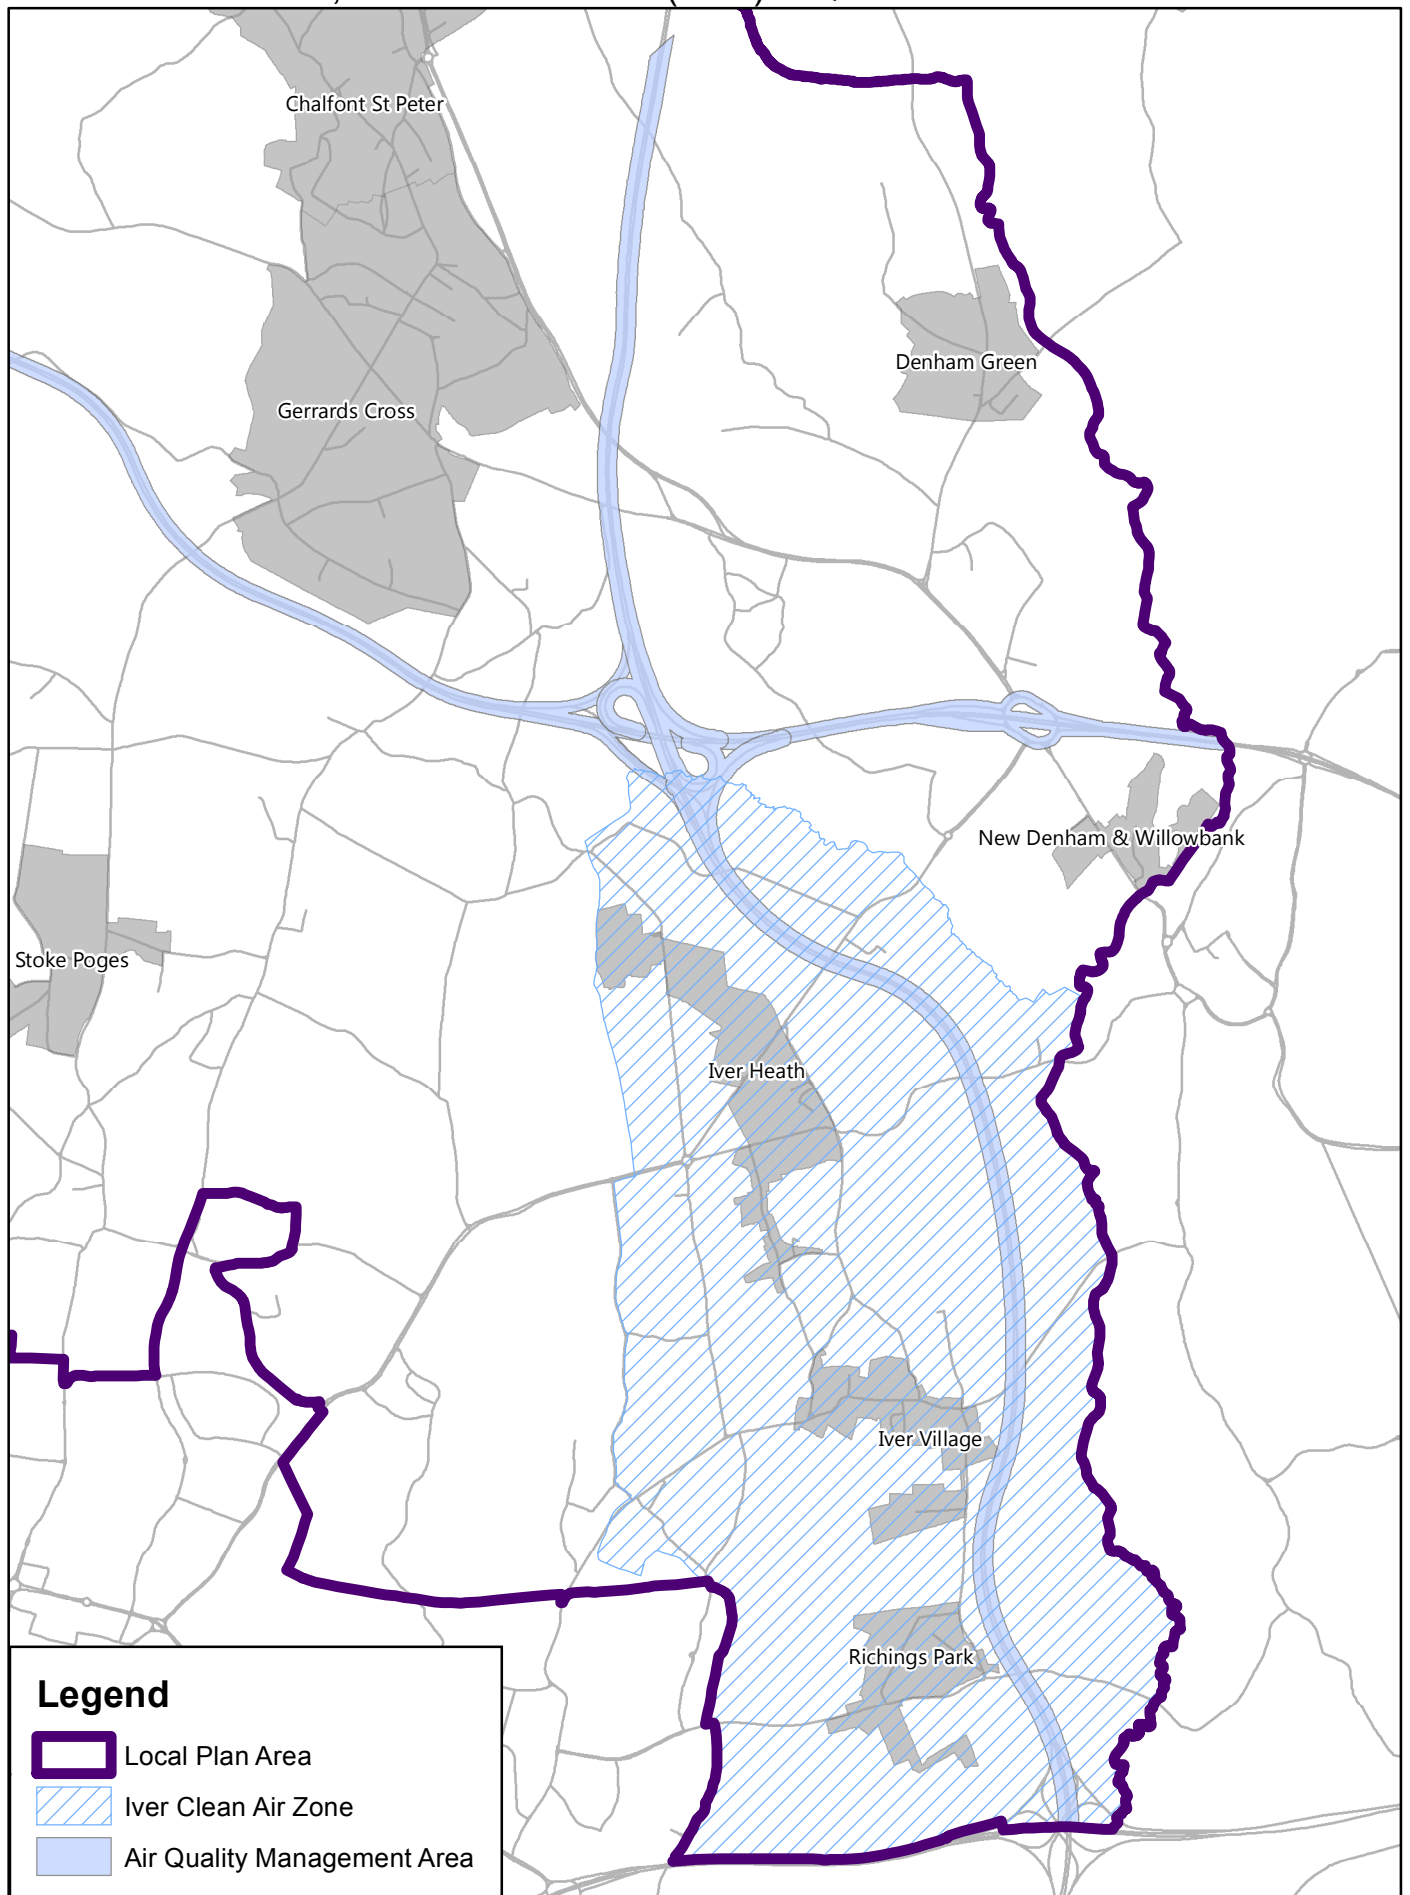 Chalfont St Peter
Denham Green
Gerrards Cross
New Denham & Willowbank
Stoke Poges
Iver Heath
Iver Village
Richings Park
Legend
Local Plan Area
Iver Clean Air Zone
Air Quality Management Area